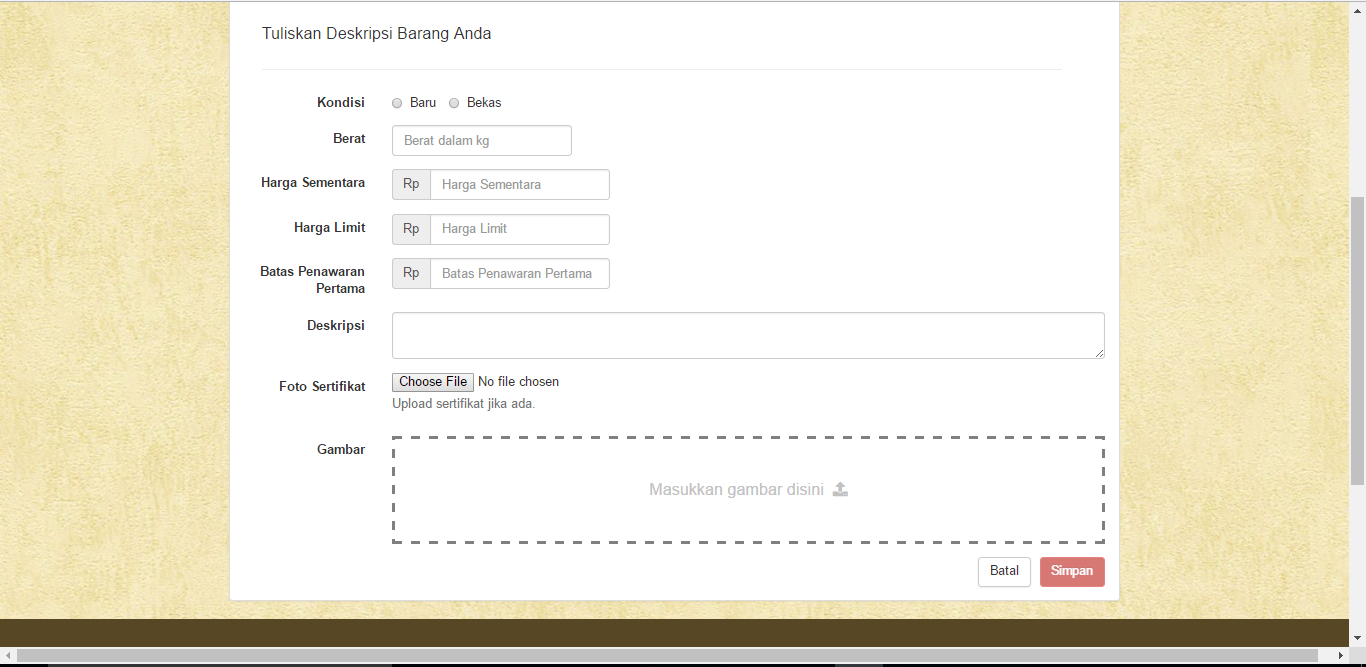 Tuliskan Deskripsi Barang Anda
Kondisi Baru Bekas
Berat Berat dalam kg
Harga Sementara Rp Harga Sementara
Harga Limit Rp Harga Limit
Batas Penawaran
Pertama Rp Batas Penawaran Pertama
Deskripsi
Foto Sertifikat Choose File No file chosen
Upload sertifikat jika ada.
Gambar
Masukkan gambar disini
Batal Simpan